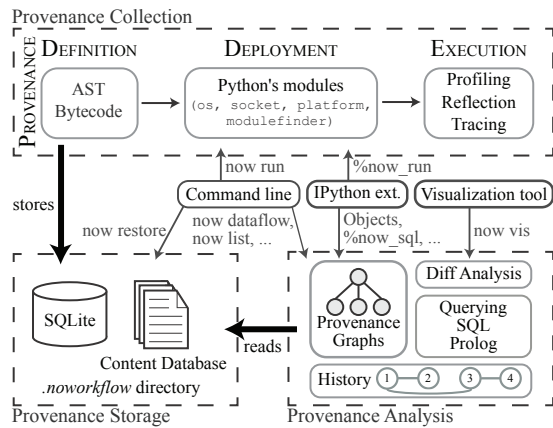 Provenance Collection
PROVENANCE
DEFINITION
DEPLOYMENT
EXECUTION
AST
Bytecode
Python's modules
(os, socket, platform,
modulefinder)
Profiling
Reflection
Tracing
now run
%now_run
stores
Command line
IPython ext.
Visualization tool
now restore
now dataflow,
now list, ...
Objects,
%now_sql, ...
now vis
SQLite
Content Database
.noworkflow directory
Provenance Storage
reads
Provenance
Graphs
Diff Analysis
Querying
SQL
Prolog
History
1 2 3 4
Provenance Analysis